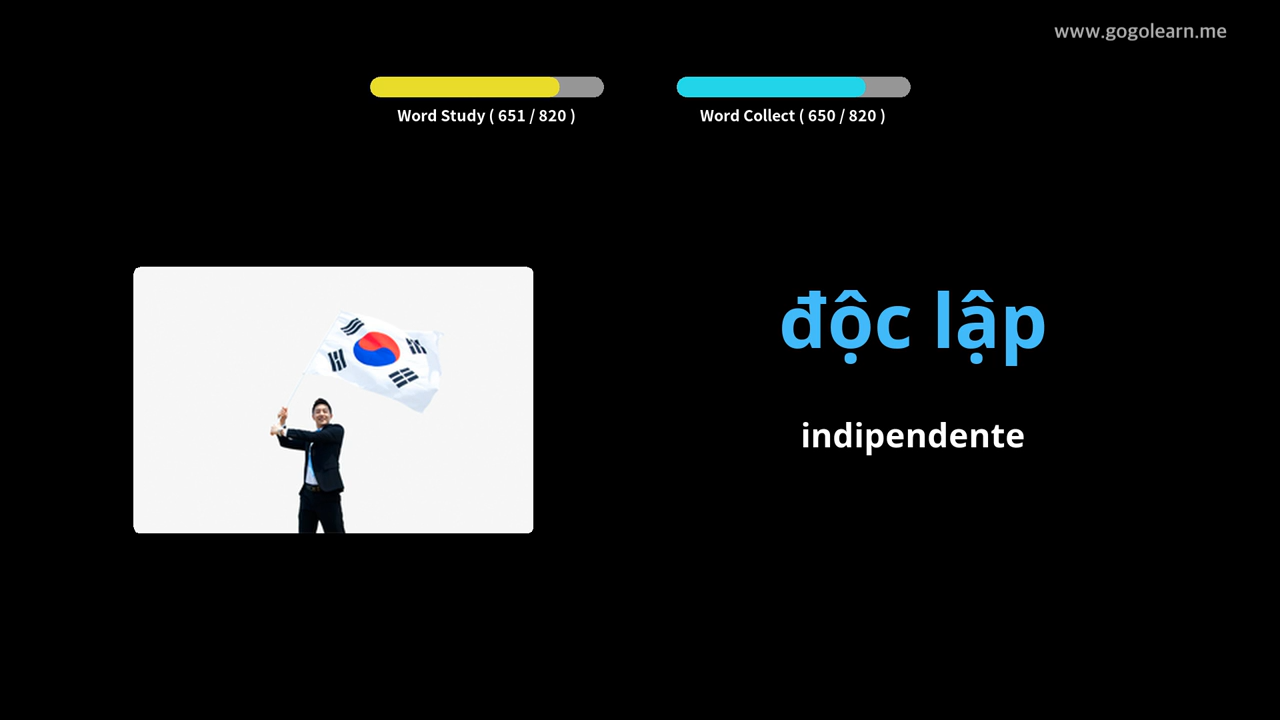 www.gogolearn.me
Word Study ( 651 / 820 )
Word Collect ( 650 / 820 )
độc lập
indipendente